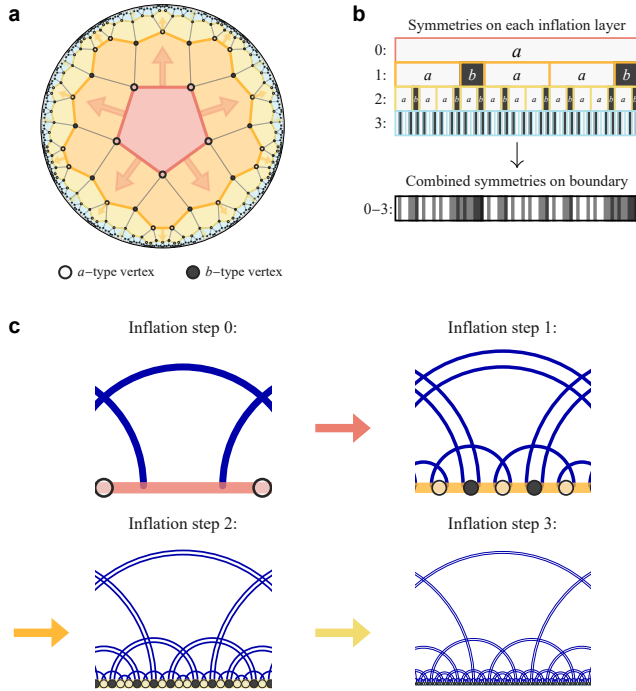 a
a−type vertex
b−type vertex
b
Symmetries on each inflation layer
0: a
1: a b a a b
2: a b a a b a b a a b a a b
3:
Combined symmetries on boundary
0−3:
c
Inflation step 0:
Inflation step 1:
Inflation step 2:
Inflation step 3: